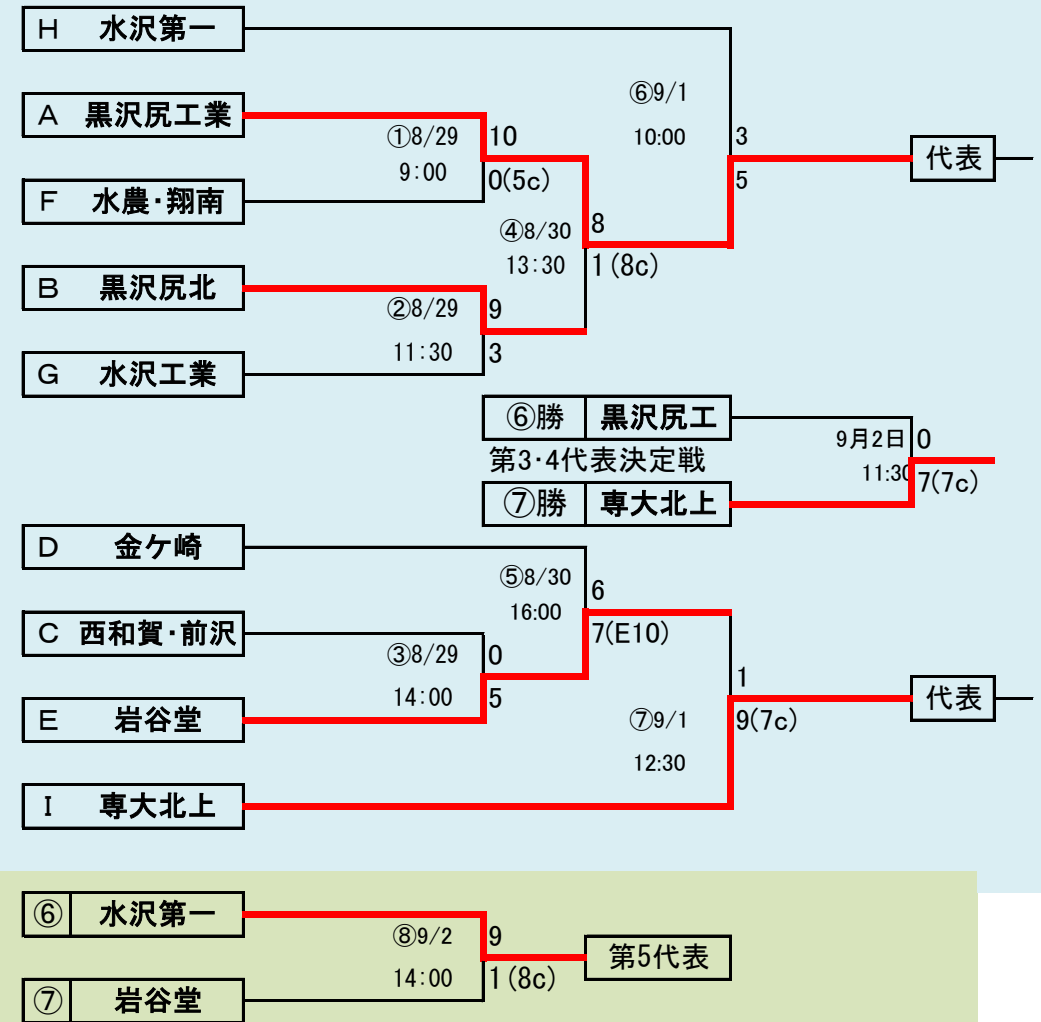 H 水沢第一
⑥9/1
A 黒沢尻工業
①8/29 10
10:00 3
代表
9:00 0(5c)
5
F 水農・翔南
④8/30 8
13:30 1(8c)
B 黒沢尻北
②8/29 9
11:30 3
G 水沢工業
⑥勝 黒沢尻工
9月2日 0
第3・4代表決定戦
11:30 7(7c)
⑦勝 専大北上
D 金ケ崎
⑤8/30 6
16:00
7(E10)
C 西和賀・前沢
③8/29 0
14:00 5
1
代表
E 岩谷堂
⑦9/1 9(7c)
12:30
I 専大北上
⑥ 水沢第一
⑧9/2 9
第5代表
14:00 1(8c)
⑦ 岩谷堂